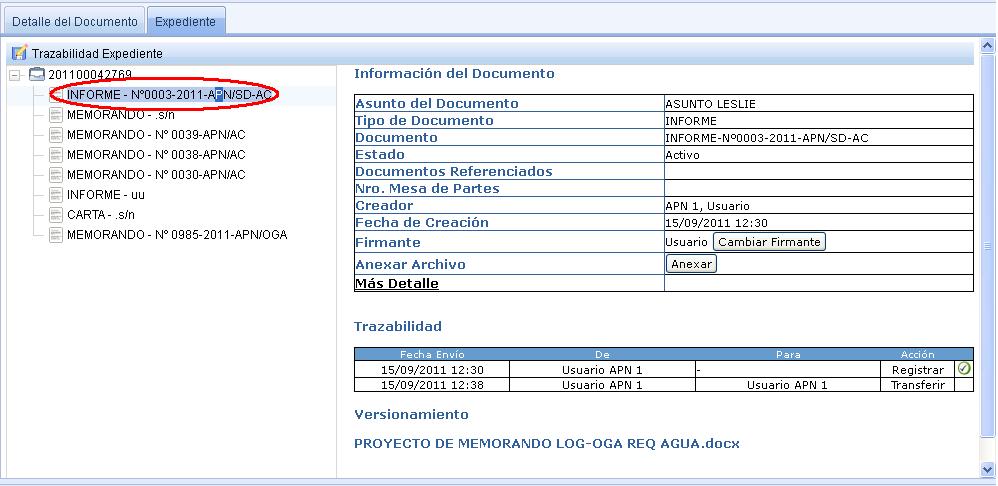 Detalle del Documento Expediente
Trazabilidad Expediente
201100042769
INFORME - Nº0003-2011-APN/SD-AC
MEMORANDO - .s/n
MEMORANDO - Nº 0039-APN/AC
MEMORANDO - Nº 0038-APN/AC
MEMORANDO - Nº 0030-APN/AC
INFORME - uu
CARTA - .s/n
MEMORANDO - Nº 0985-2011-APN/OGA
Información del Documento
Asunto del Documento ASUNTO LESLIE
Tipo de Documento INFORME
Documento INFORME-Nº0003-2011-APN/SD-AC
Estado Activo
Documentos Referenciados
Nro. Mesa de Partes
Creador APN 1, Usuario
Fecha de Creación 15/09/2011 12:30
Firmante Usuario Cambiar Firmante
Anexar Archivo Anexar
Más Detalle
Trazabilidad
Fecha Envío De Para Acción
15/09/2011 12:30 Usuario APN 1 - Registrar
15/09/2011 12:38 Usuario APN 1 Usuario APN 1 Transferir
Versionamiento
PROYECTO DE MEMORANDO LOG-OGA REQ AGUA.docx